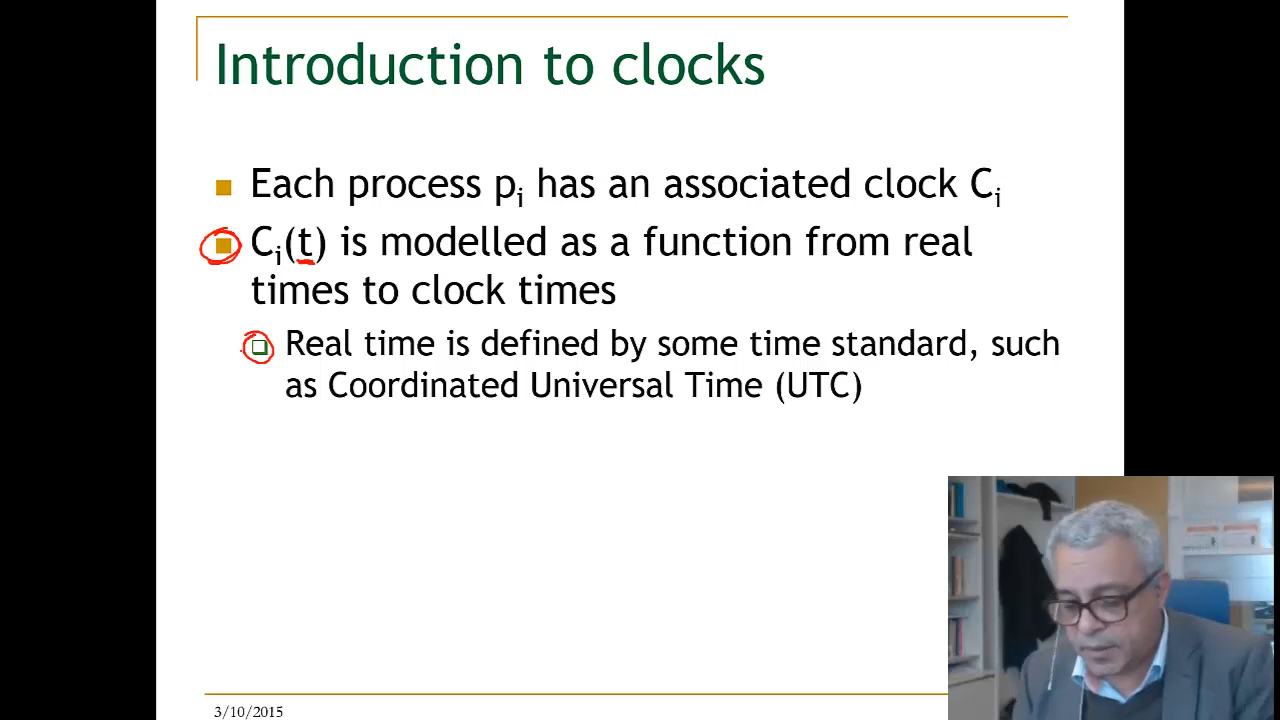 Introduction to clocks
Each process pᵢ has an associated clock Cᵢ
Cᵢ(t) is modelled as a function from real
times to clock times
Real time is defined by some time standard, such
as Coordinated Universal Time (UTC)
3/10/2015